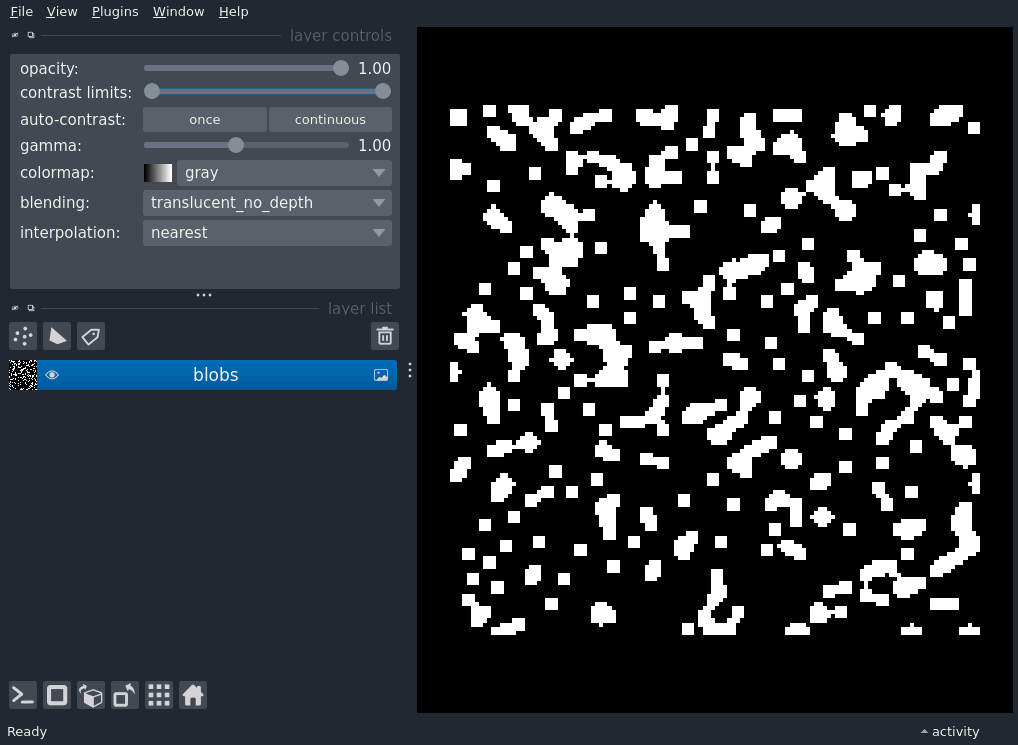 File View Plugins Window Help
layer controls
opacity: 1.00
contrast limits:
auto-contrast: once continuous
gamma: 1.00
colormap: gray
blending: translucent_no_depth
interpolation: nearest
layer list
blobs
Ready activity